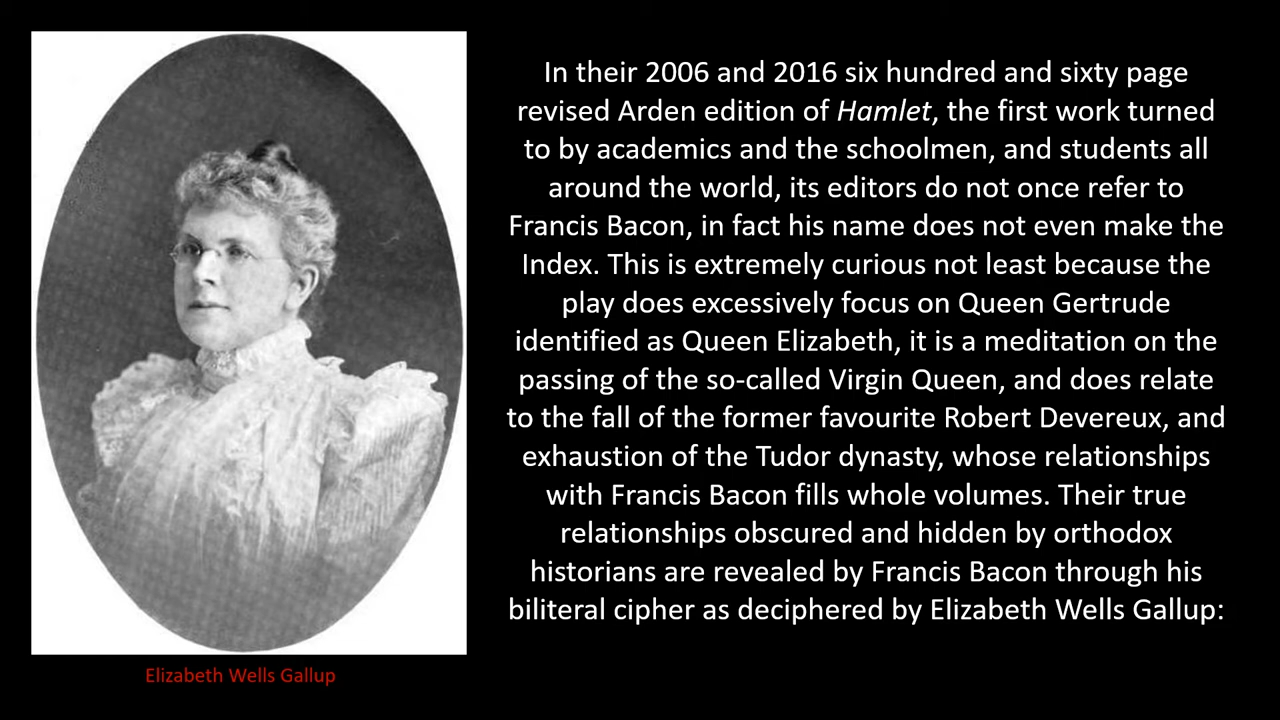 In their 2006 and 2016 six hundred and sixty page
revised Arden edition of Hamlet, the first work turned
to by academics and the schoolmen, and students all
around the world, its editors do not once refer to
Francis Bacon, in fact his name does not even make the
Index. This is extremely curious not least because the
play does excessively focus on Queen Gertrude
identified as Queen Elizabeth, it is a meditation on the
passing of the so-called Virgin Queen, and does relate
to the fall of the former favourite Robert Devereux, and
exhaustion of the Tudor dynasty, whose relationships
with Francis Bacon fills whole volumes. Their true
relationships obscured and hidden by orthodox
historians are revealed by Francis Bacon through his
biliteral cipher as deciphered by Elizabeth Wells Gallup:
Elizabeth Wells Gallup